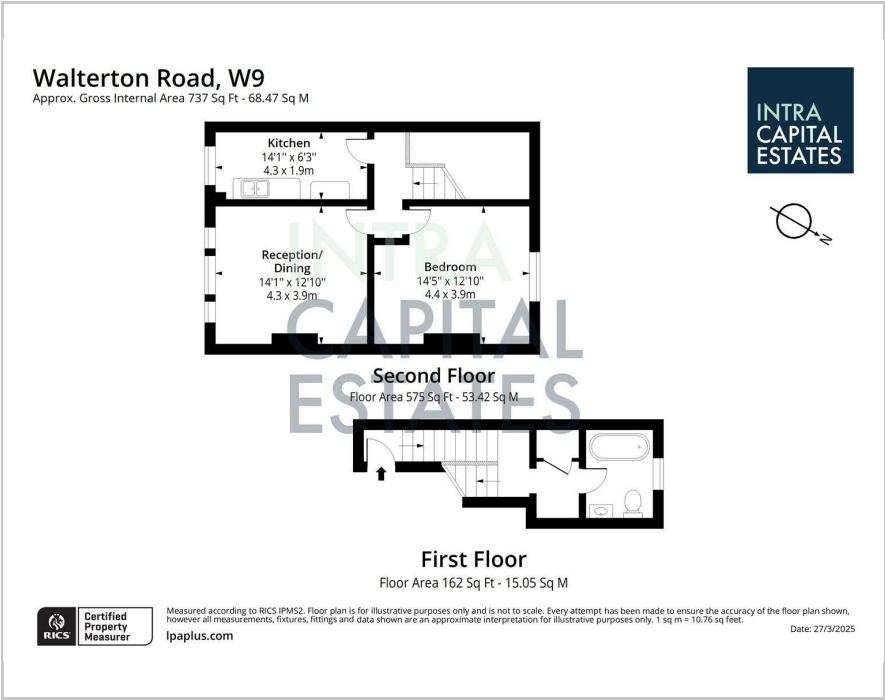 Walterton Road, W9
Approx. Gross Internal Area 737 Sq Ft - 68.47 Sq M
INTRA
CAPITAL
ESTATES
N
Kitchen
14'1" x 6'3"
4.3 x 1.9m
Reception/
Dining
14'1" x 12'10"
4.3 x 3.9m
Bedroom
14'5" x 12'10"
4.4 x 3.9m
INTRA
CAPITAL
ESTATES
Second Floor
Floor Area 575 Sq Ft - 53.42 Sq M
First Floor
Floor Area 162 Sq Ft - 15.05 Sq M
RICS
Certified
Property
Measurer
Measured according to RICS IPMS2. Floor plan is for illustrative purposes only and is not to scale. Every attempt has been made to ensure the accuracy of the floor plan shown,
however all measurements, fixtures, fittings and data shown are an approximate interpretation for illustrative purposes only. 1 sq m = 10.76 sq feet.
lpaplus.com
Date: 27/3/2025